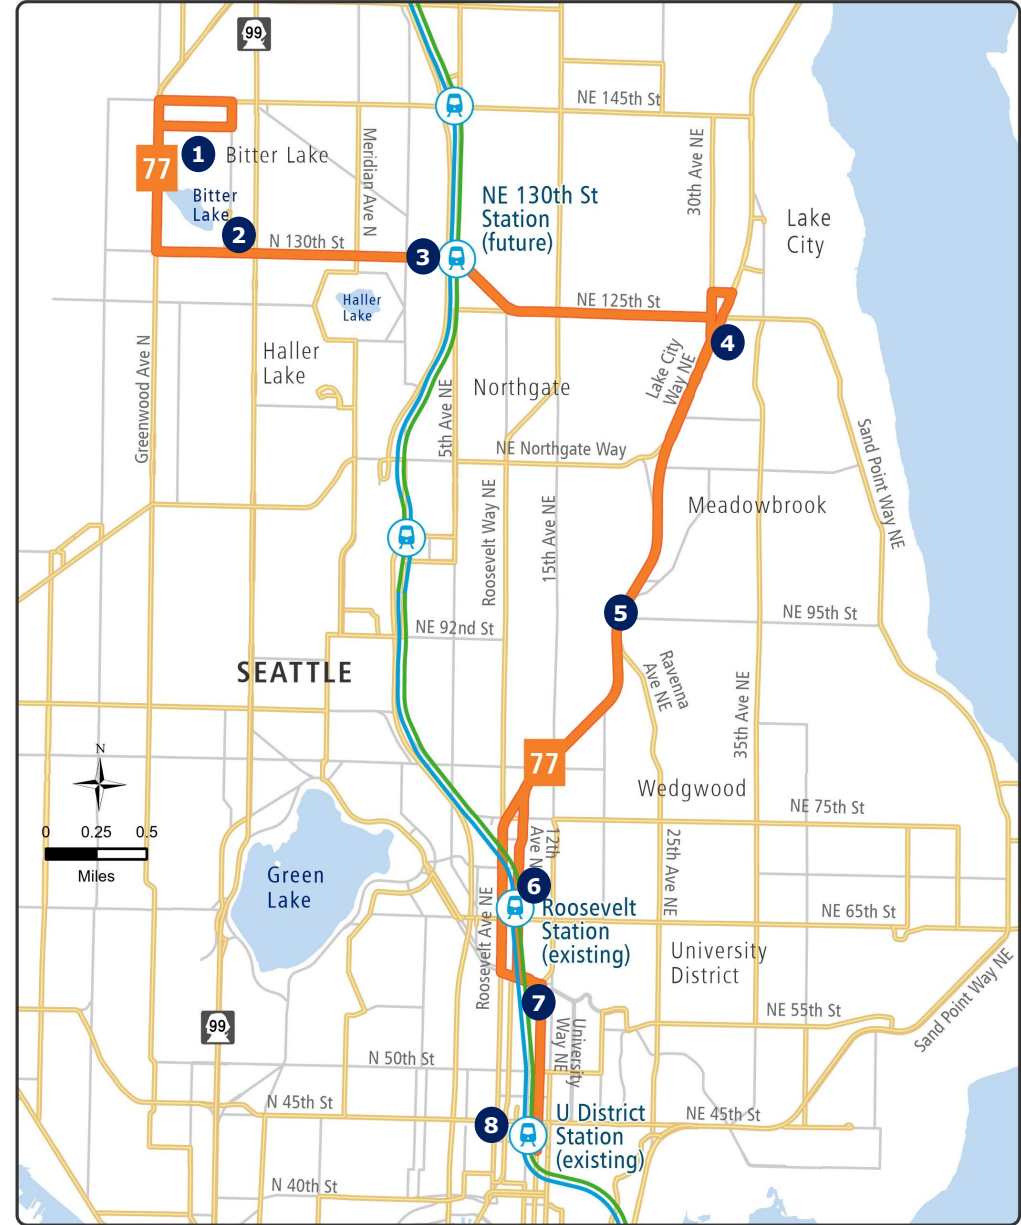 99
NE 145th St
Meridian Ave N
30th Ave NE
1
Bitter Lake
77
Bitter
Lake
NE 130th St
Station
(future)
Lake
City
2
N 130th St
3
Haller
Lake
NE 125th St
4
Haller
Lake
Greenwood Ave N
Lake City
Way NE
Northgate
5th Ave NE
NE Northgate Way
Sand Point Way NE
Roosevelt Way NE
15th Ave NE
Meadowbrook
5
NE 95th St
NE 92nd St
SEATTLE
Ravenna
Ave NE
35th Ave NE
N
77
Wedgwood
NE 75th St
0 0.25 0.5
Miles
12th
Ave N
25th Ave NE
Green
Lake
6
Roosevelt
Station
(existing)
Roosevelt Ave NE
NE 65th St
University
District
7
99
NE 55th St
Sand Point Way NE
University
Way NE
N 50th St
N 45th St
8
U District
Station
(existing)
NE 45th St
N 40th St